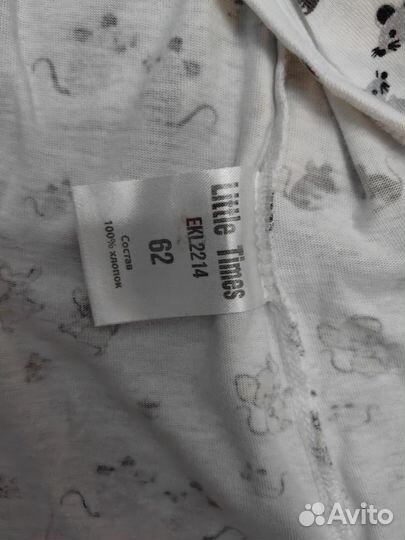 Little Times
EKL2214
62
Состав
100% хлопок
Avito